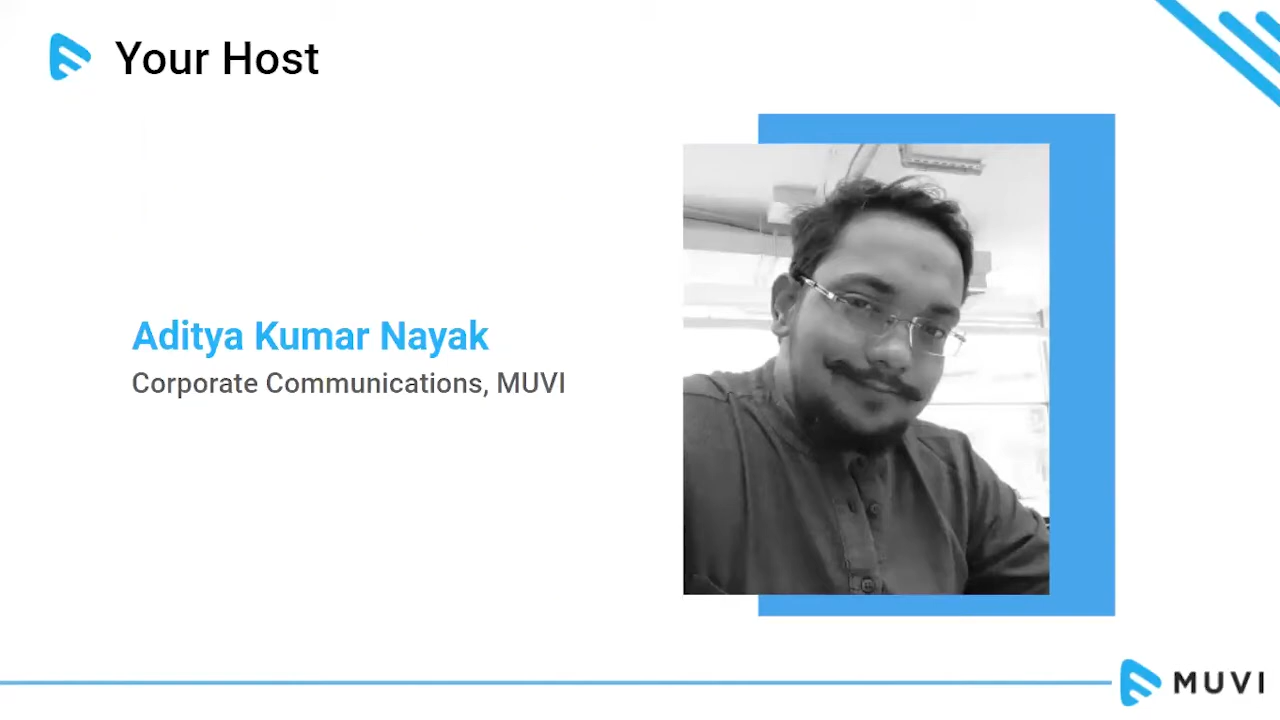 Your Host
Aditya Kumar Nayak
Corporate Communications, MUVI
MUVI